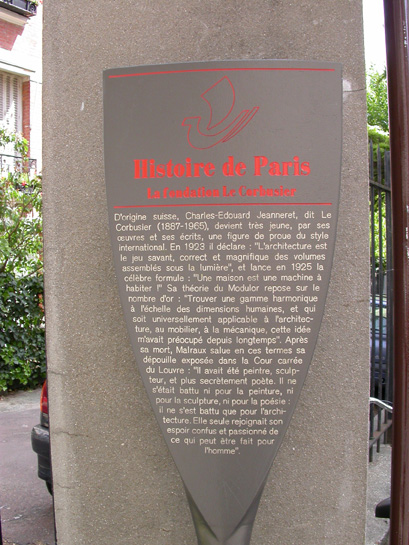 Histoire de Paris
La Fondation Le Corbusier
D'origine suisse, Charles-Edouard Jeanneret, dit Le
Corbusier (1887-1965), devient très jeune, par ses
œuvres et ses écrits, une figure de proue du style
international. En 1923 il déclare : "L'architecture est
le jeu savant, correct et magnifique des volumes
assemblés sous la lumière", et lance en 1925 la
célèbre formule : "Une maison est une machine à
habiter !" Sa théorie du Modulor repose sur le
nombre d'or : "Trouver une gamme harmonique
à l'échelle des dimensions humaines, et qui
soit universellement applicable à l'architec-
ture, au mobilier, à la mécanique, cette idée
m'avait préoccupé depuis longtemps". Après
sa mort, Malraux salue en ces termes sa
dépouille exposée dans la Cour carrée
du Louvre : "Il avait été peintre, sculp-
teur, et plus secrètement poète. Il ne
s'était battu ni pour la peinture, ni
pour la sculpture, ni pour la poésie :
il ne s'est battu que pour l'archi-
tecture. Elle seule rejoignait son
espoir confus et passionné de
ce qui peut être fait pour
l'homme".